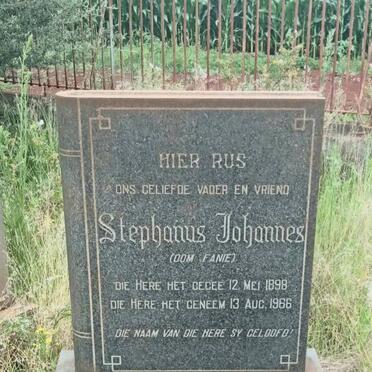 HIER RUS
ONS GELIEFDE VADER EN VRIEND
Stephanus Johannes
(OOM FANIE)
DIE HERE HET GEGEE 12 MEI 1898
DIE HERE HET GENEEM 13 AUG. 1966
DIE NAAM VAN DIE HERE SY GELOOFD!